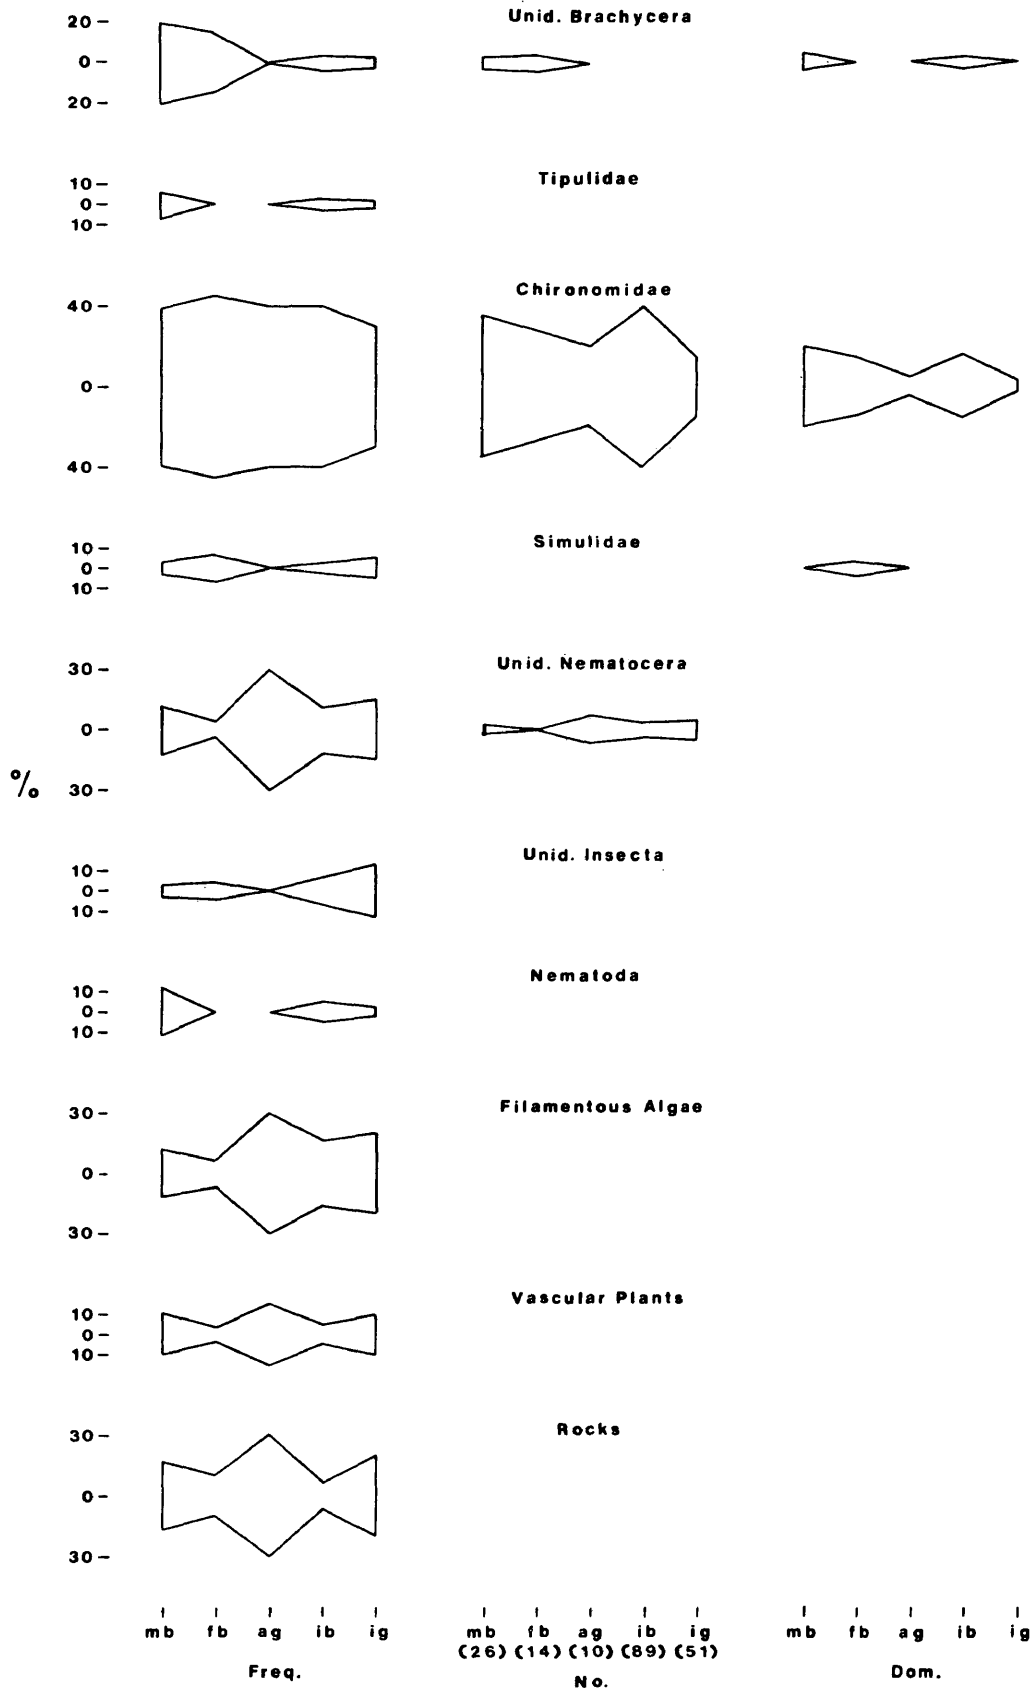 Unid. Brachycera
20
0
20
Tipulidae
10
0
10
Chironomidae
40
0
40
Simulidae
10
0
10
Unid. Nematocera
30
0
30
%
Unid. Insecta
10
0
10
Nematoda
10
0
10
Filamentous Algae
30
0
30
Vascular Plants
10
0
10
Rocks
30
0
30
mb fb ag ib ig mb fb ag ib ig mb fb ag ib ig
(26) (14) (10) (89) (51)
Freq. No. Dom.